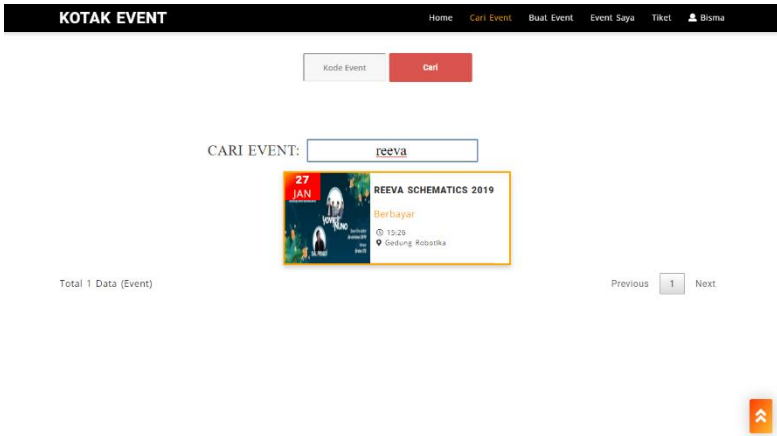 KOTAK EVENT
Home Cari Event Buat Event Event Saya Tiket Bisma
Kode Event Cari
CARI EVENT: reeva
27
JAN
REEVA SCHEMATICS 2019
Berbayar
15:26
Gedung Robotika
Total 1 Data (Event)
Previous 1 Next